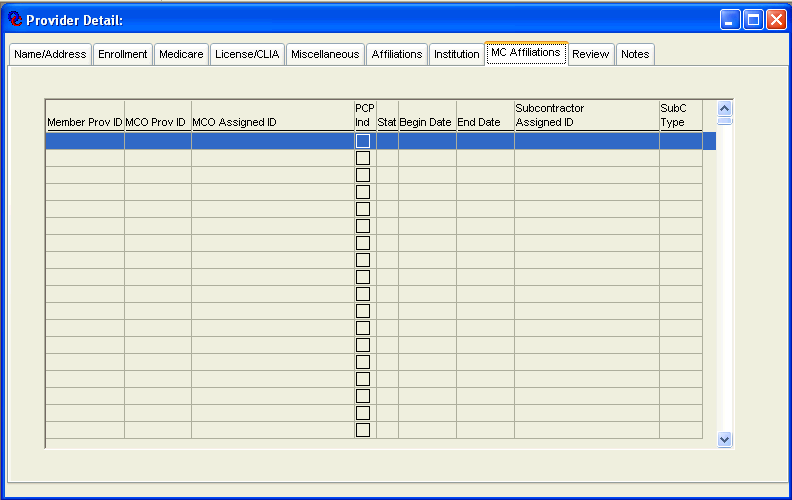 Provider Detail:
Name/Address Enrollment Medicare License/CLIA Miscellaneous Affiliations Institution MC Affiliations Review Notes
PCP Subcontractor SubC
Member Prov ID MCO Prov ID MCO Assigned ID Ind Stat Begin Date End Date Assigned ID Type